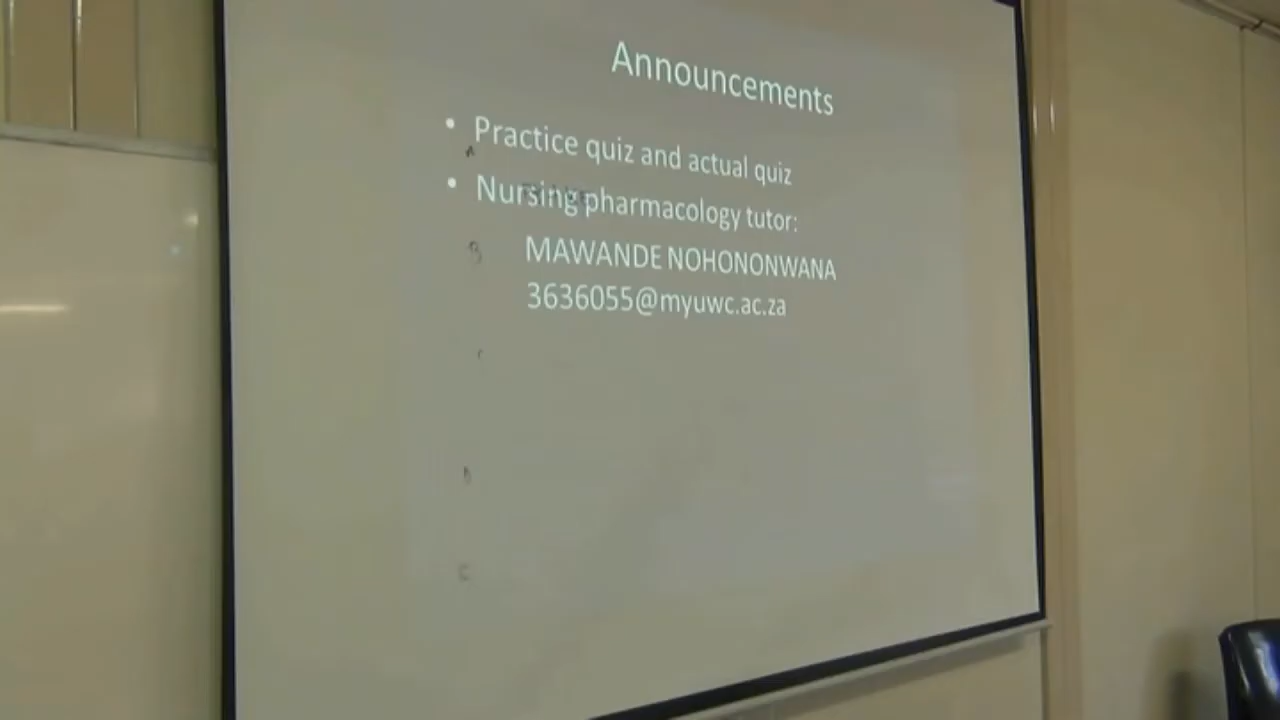 Announcements
• Practice quiz and actual quiz
• Nursing pharmacology tutor:
MAWANDE NOHONONWANA
3636055@myuwc.ac.za